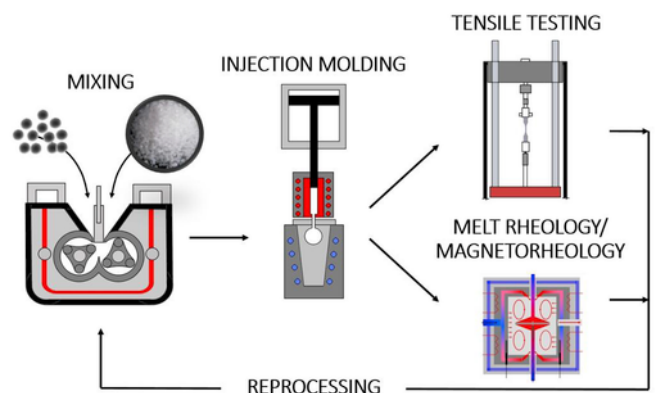 TENSILE TESTING
INJECTION MOLDING
MIXING
MELT RHEOLOGY/
MAGNETORHEOLOGY
REPROCESSING